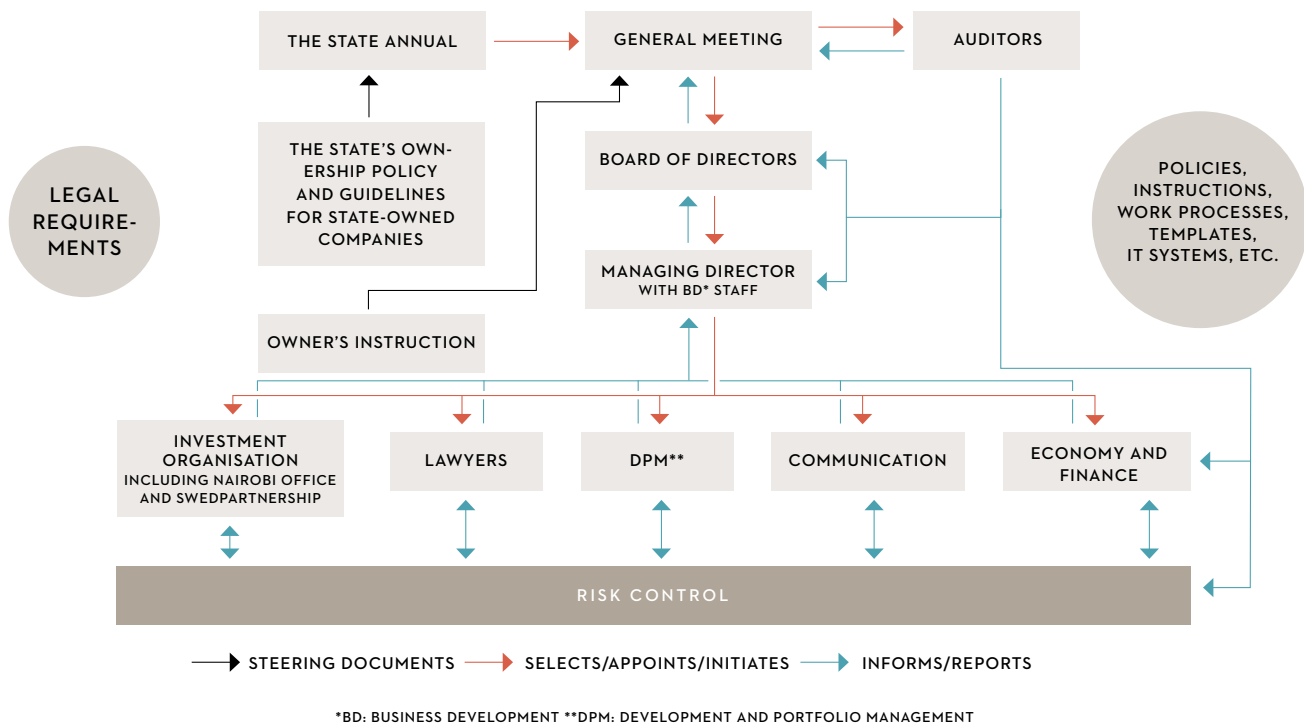 THE STATE ANNUAL
GENERAL MEETING
AUDITORS
THE STATE'S OWN-
ERSHIP POLICY
AND GUIDELINES
FOR STATE-OWNED
COMPANIES
BOARD OF DIRECTORS
LEGAL
REQUIRE-
MENTS
POLICIES,
INSTRUCTIONS,
WORK PROCESSES,
TEMPLATES,
IT SYSTEMS, ETC.
MANAGING DIRECTOR
WITH BD* STAFF
OWNER'S INSTRUCTION
INVESTMENT
ORGANISATION
INCLUDING NAIROBI OFFICE
AND SWEDPARTNERSHIP
LAWYERS
DPM**
COMMUNICATION
ECONOMY AND
FINANCE
RISK CONTROL
STEERING DOCUMENTS
SELECTS/APPOINTS/INITIATES
INFORMS/REPORTS
*BD: BUSINESS DEVELOPMENT **DPM: DEVELOPMENT AND PORTFOLIO MANAGEMENT